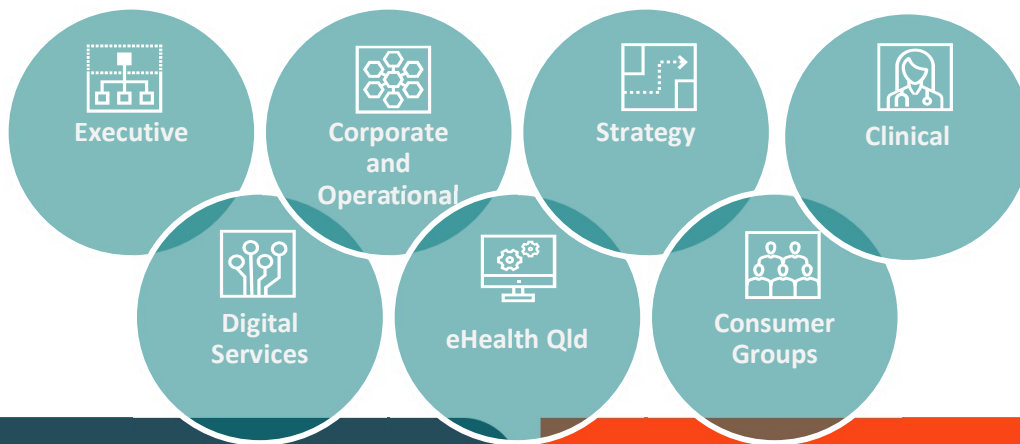 Executive
Corporate
and
Operational
Strategy
Clinical
Digital
Services
eHealth Qld
Consumer
Groups